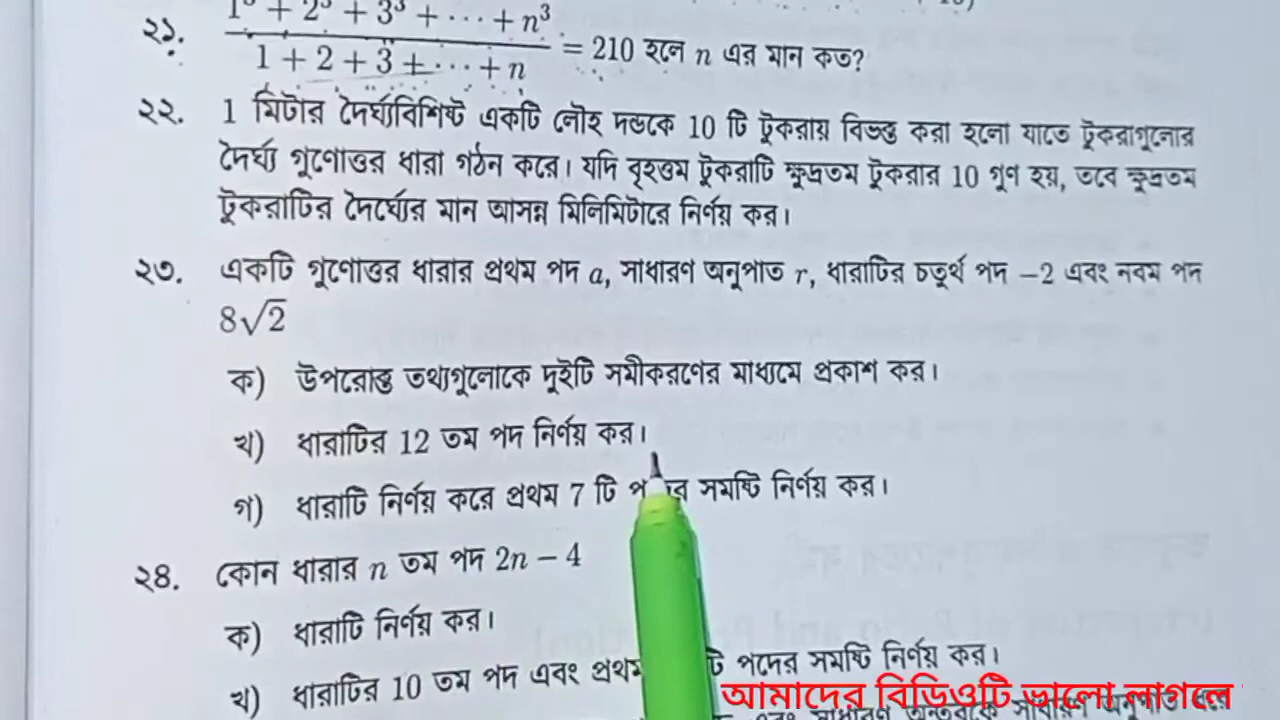 ২১. 1³ + 2³ + 3³ + ··· + n³ / 1 + 2 + 3 + ··· + n = 210 হলে n এর মান কত?
২২. 1 মিটার দৈর্ঘ্যবিশিষ্ট একটি লৌহ দন্ডকে 10 টি টুকরায় বিভক্ত করা হলো যাতে টুকরাগুলোর
দৈর্ঘ্য গুণোত্তর ধারা গঠন করে। যদি বৃহত্তম টুকরাটি ক্ষুদ্রতম টুকরার 10 গুণ হয়, তবে ক্ষুদ্রতম
টুকরাটির দৈর্ঘ্যের মান আসন্ন মিলিমিটারে নির্ণয় কর।
২৩. একটি গুণোত্তর ধারার প্রথম পদ a, সাধারণ অনুপাত r, ধারাটির চতুর্থ পদ −2 এবং নবম পদ
8√2
ক) উপরোক্ত তথ্যগুলোকে দুইটি সমীকরণের মাধ্যমে প্রকাশ কর।
খ) ধারাটির 12 তম পদ নির্ণয় কর।
গ) ধারাটি নির্ণয় করে প্রথম 7 টি পদের সমষ্টি নির্ণয় কর।
২৪. কোন ধারার n তম পদ 2n − 4
ক) ধারাটি নির্ণয় কর।
খ) ধারাটির 10 তম পদ এবং প্রথম টি পদের সমষ্টি নির্ণয় কর।
আমাদের বিডিওটি ভালো লাগলে